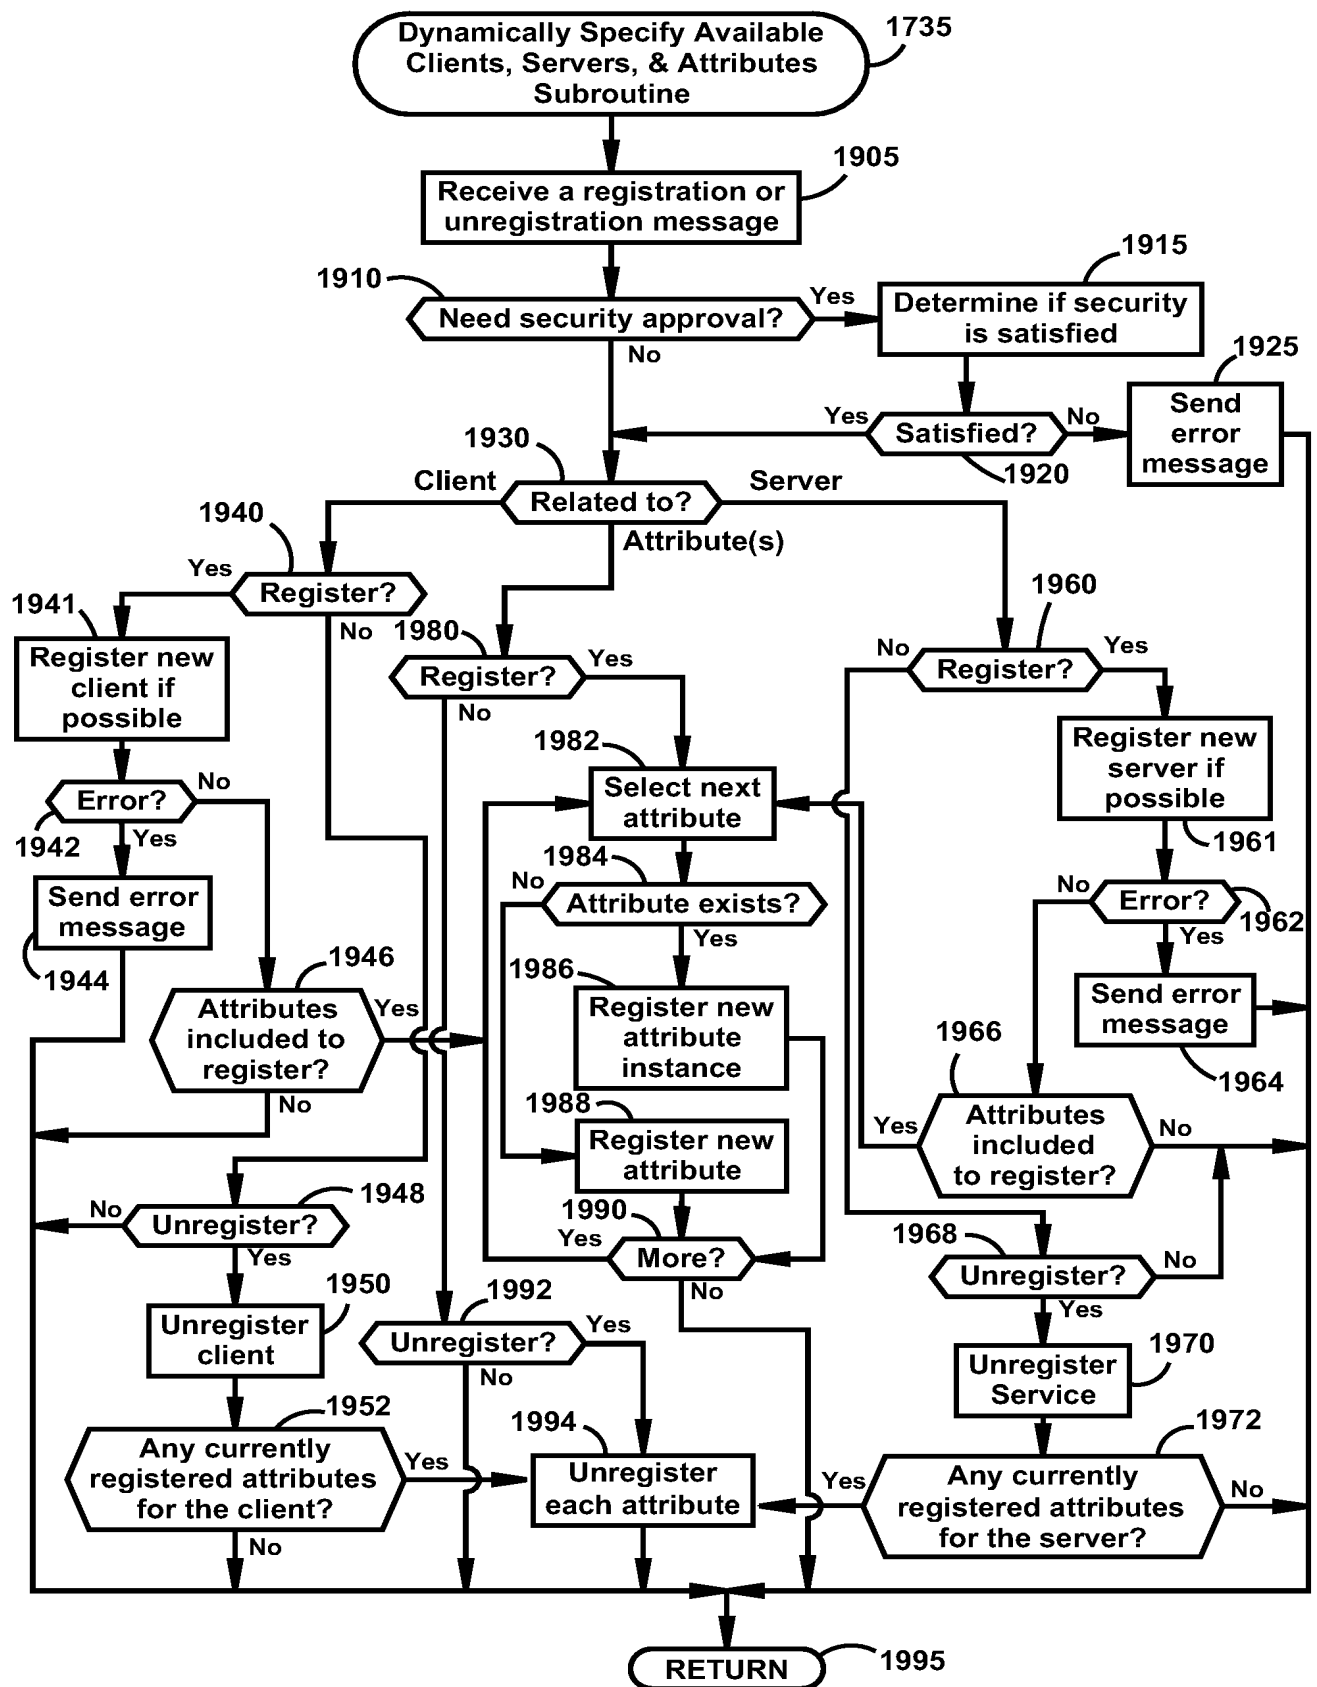 Dynamically Specify Available
Clients, Servers, & Attributes
Subroutine
1735
1905
Receive a registration or
unregistration message
1910
Need security approval?
Yes
No
1915
Determine if security
is satisfied
1925
Send
error
message
Yes
Satisfied?
No
1920
1930
Client
Related to?
Server
Attribute(s)
1940
Yes
Register?
No
1941
Register new
client if
possible
Error?
No
1942
Yes
Send error
message
1944
1946
Attributes
included to
register?
Yes
No
1948
No
Unregister?
Yes
1950
Unregister
client
1952
Any currently
registered attributes
for the client?
Yes
No
1980
Register?
Yes
No
1982
Select next
attribute
1984
No
Attribute exists?
Yes
1986
Register new
attribute
instance
1988
Register new
attribute
1990
Yes
More?
No
1992
Unregister?
Yes
No
1994
Unregister
each attribute
1960
No
Register?
Yes
Register new
server if
possible
1961
No
Error?
1962
Yes
Send error
message
1964
1966
Attributes
included
to register?
Yes
No
1968
Unregister?
No
Yes
1970
Unregister
Service
1972
Yes
Any currently
registered attributes
for the server?
No
RETURN
1995